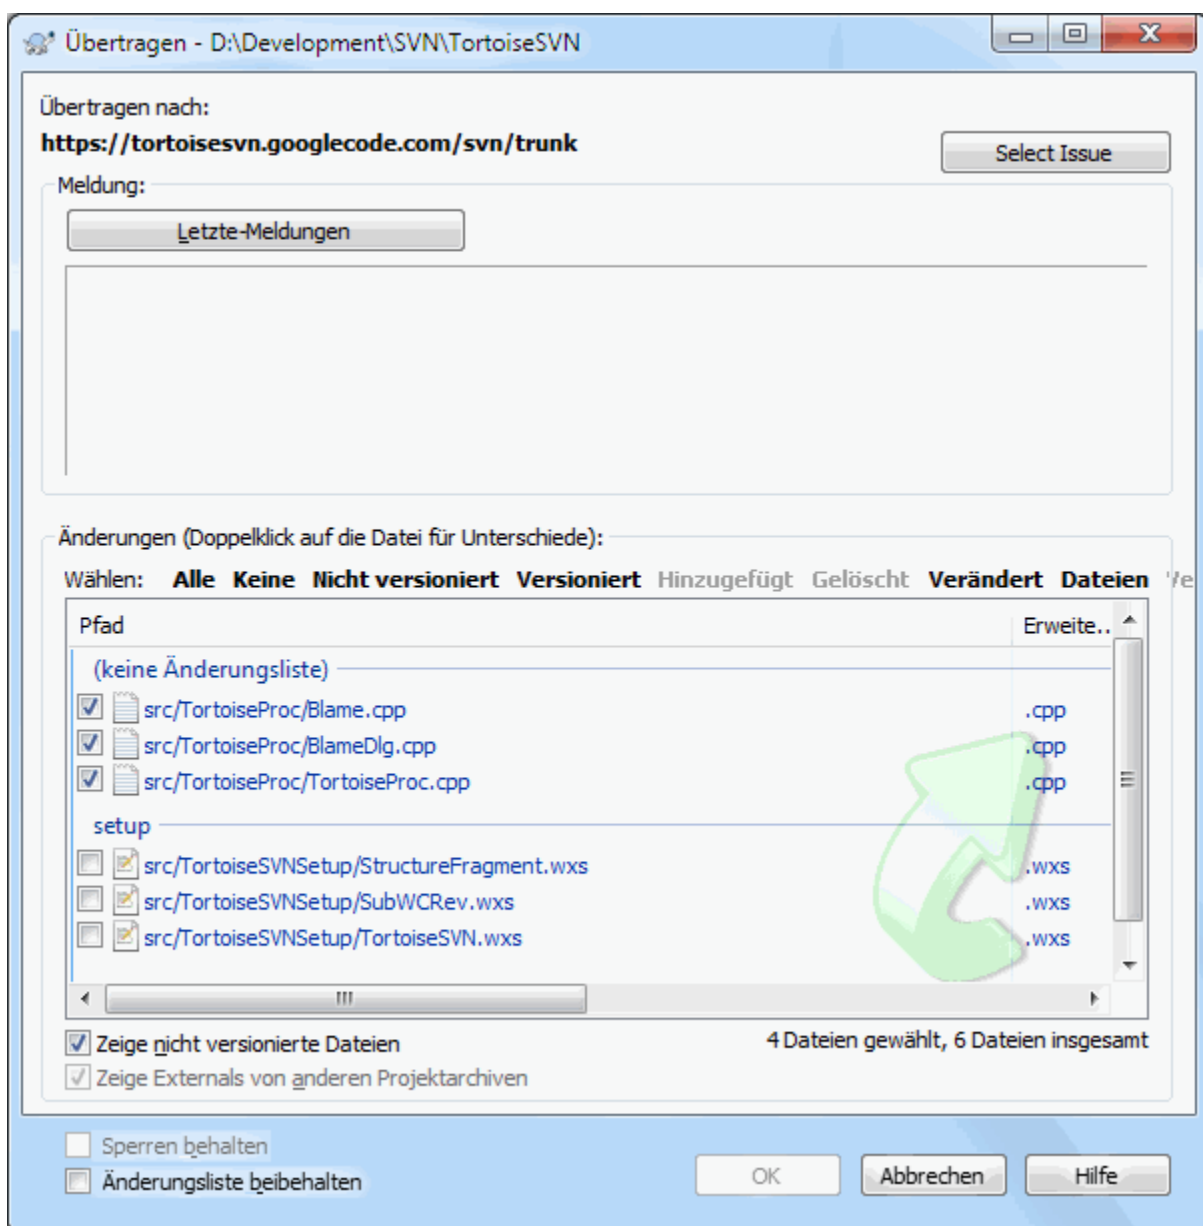 Übertragen - D:\Development\SVN\TortoiseSVN
Übertragen nach:
https://tortoisesvn.googlecode.com/svn/trunk
Select Issue
Meldung:
Letzte-Meldungen
Änderungen (Doppelklick auf die Datei für Unterschiede):
Wählen: Alle Keine Nicht versioniert Versioniert Hinzugefügt Gelöscht Verändert Dateien
Pfad Erweite..
(keine Änderungsliste)
src/TortoiseProc/Blame.cpp .cpp
src/TortoiseProc/BlameDlg.cpp .cpp
src/TortoiseProc/TortoiseProc.cpp .cpp
setup
src/TortoiseSVNSetup/StructureFragment.wxs .wxs
src/TortoiseSVNSetup/SubWCRev.wxs .wxs
src/TortoiseSVNSetup/TortoiseSVN.wxs .wxs
Zeige nicht versionierte Dateien 4 Dateien gewählt, 6 Dateien insgesamt
Zeige Externals von anderen Projektarchiven
Sperren behalten
Änderungsliste beibehalten
OK Abbrechen Hilfe